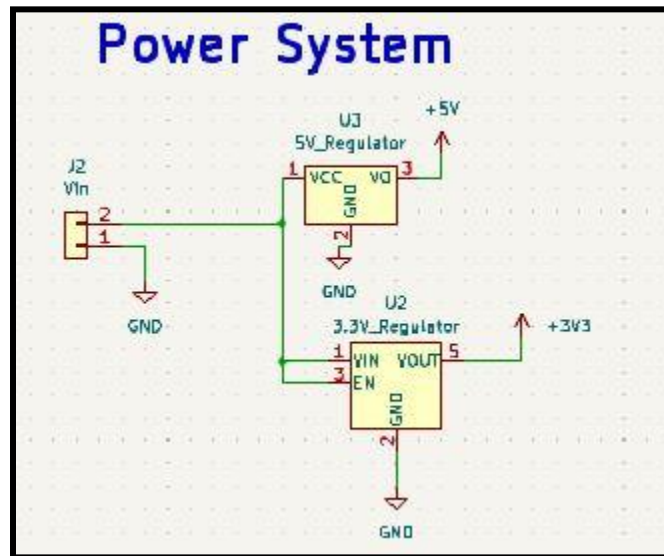 Power System
+5V
U3
5V_Regulator
J2
Vin
1 VCC VO 3
GND
2
2
1
GND
GND
U2
3.3V_Regulator
+3V3
1 VIN VOUT 5
3 EN
GND
2
GND